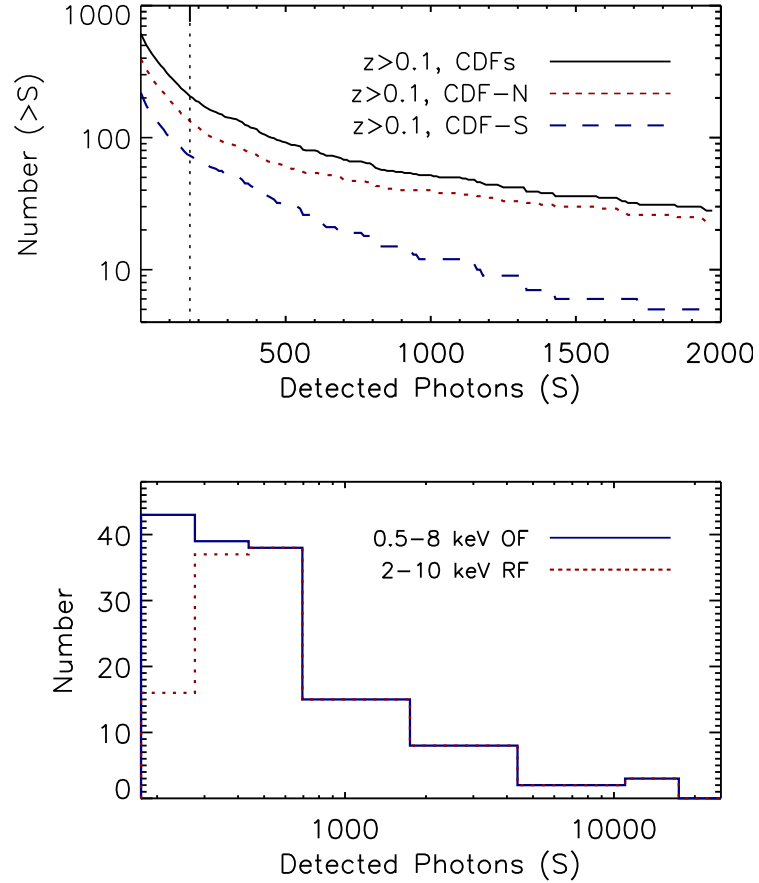 1000
100
10
Number (>S)
z>0.1, CDFs
z>0.1, CDF-N
z>0.1, CDF-S
500 1000 1500 2000
Detected Photons (S)
40
30
20
10
0
Number
0.5-8 keV OF
2-10 keV RF
1000 10000
Detected Photons (S)